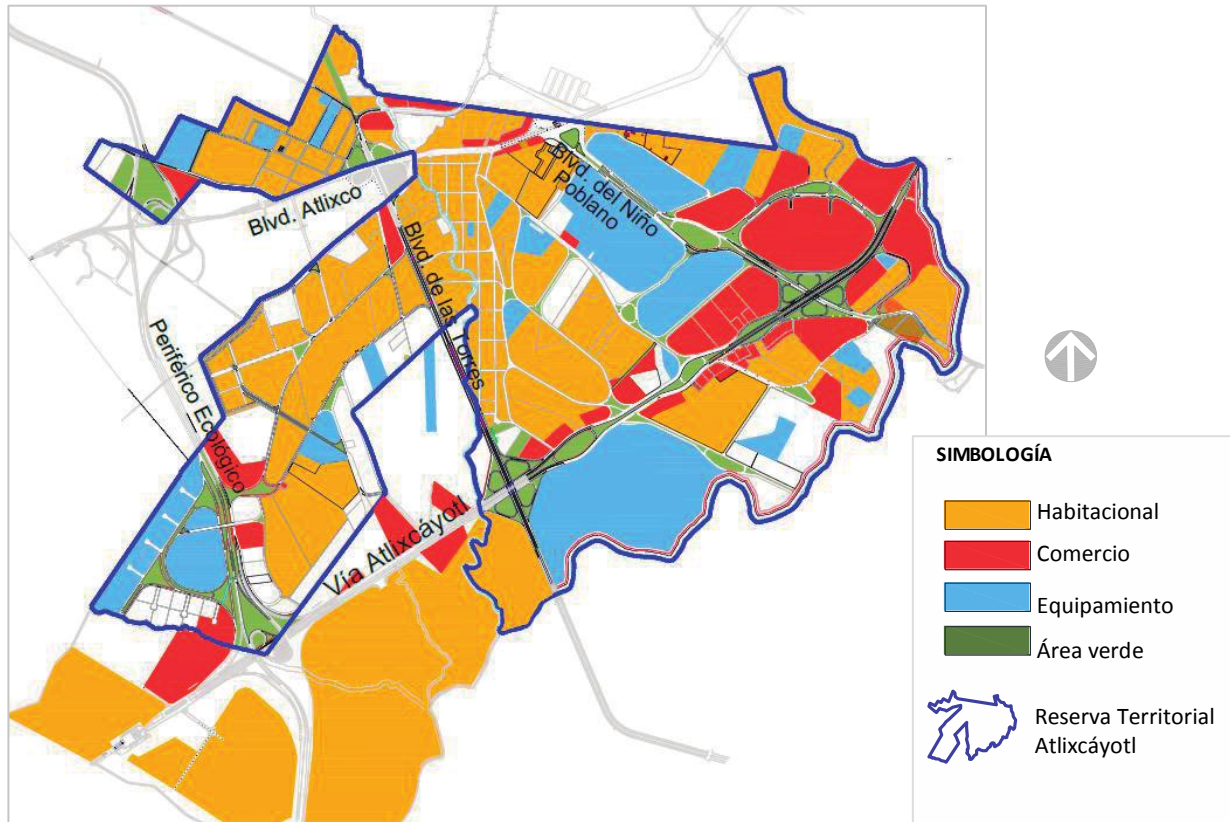 Blvd. Atlixco
Blvd. del Niño
Poblano
Blvd. de las Torres
Periférico Ecológico
Vía Atlixcáyotl
SIMBOLOGÍA
Habitacional
Comercio
Equipamiento
Área verde
Reserva Territorial
Atlixcáyotl